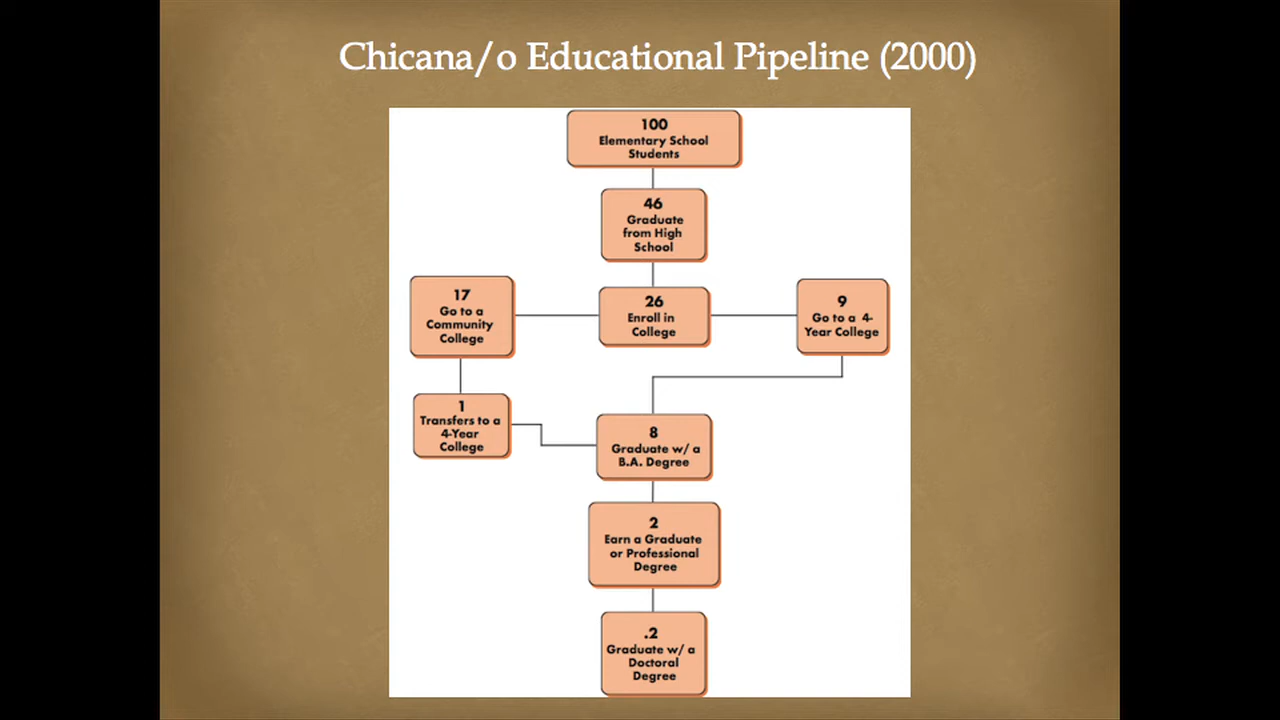 Chicana/o Educational Pipeline (2000)
100
Elementary School
Students
46
Graduate
from High
School
17
Go to a
Community
College
26
Enroll in
College
9
Go to a 4-
Year College
1
Transfers to a
4-Year
College
8
Graduate w/ a
B.A. Degree
2
Earn a Graduate
or Professional
Degree
.2
Graduate w/ a
Doctoral
Degree